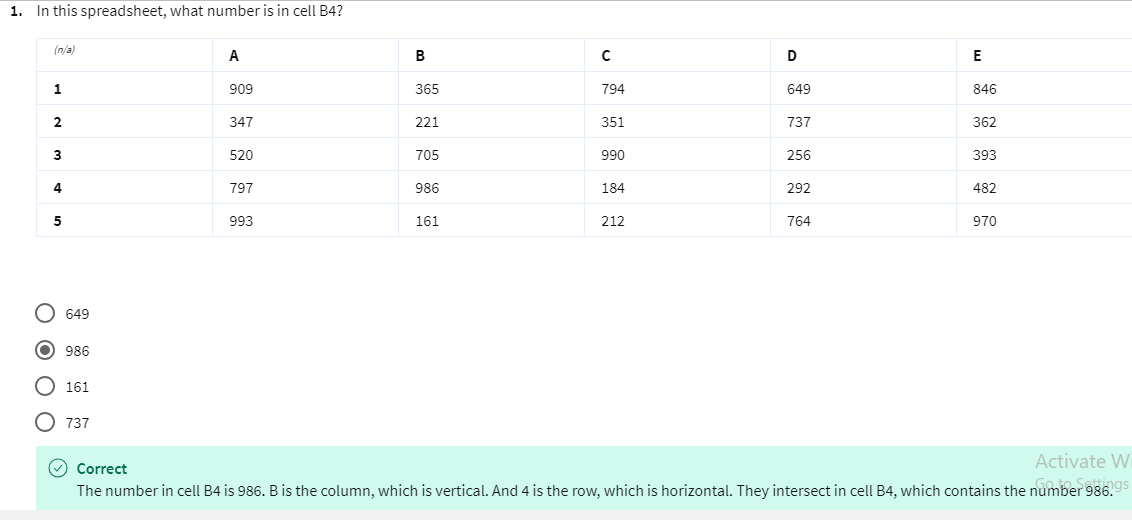 1. In this spreadsheet, what number is in cell B4?
(n/a) A B C D E
1 909 365 794 649 846
2 347 221 351 737 362
3 520 705 990 256 393
4 797 986 184 292 482
5 993 161 212 764 970
649
986
161
737
Activate W
Correct
Go to Settings
The number in cell B4 is 986. B is the column, which is vertical. And 4 is the row, which is horizontal. They intersect in cell B4, which contains the number 986.